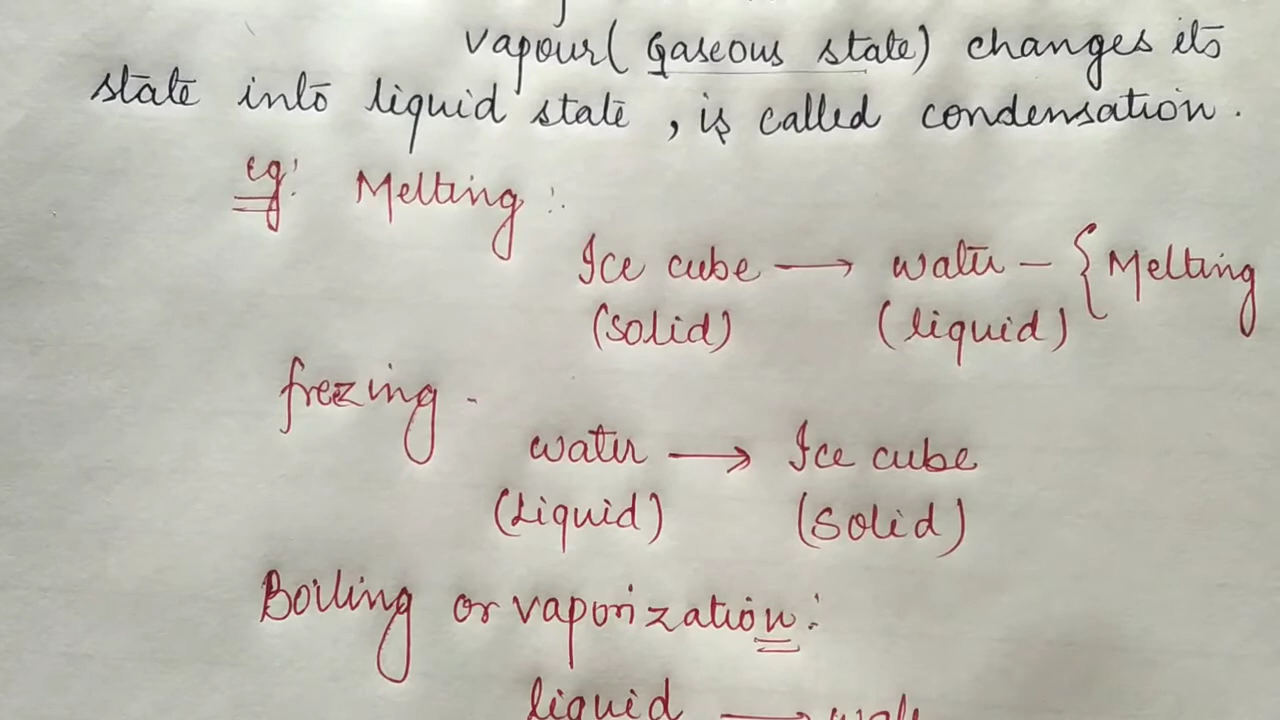 vapour( Gaseous state) changes its
state into liquid state, is called condensation.
eg: Melting :
Ice cube → water - { Melting
(solid) (liquid)
frezing -
water → Ice cube
(Liquid) (solid)
Boiling or vaporization:
liquid →